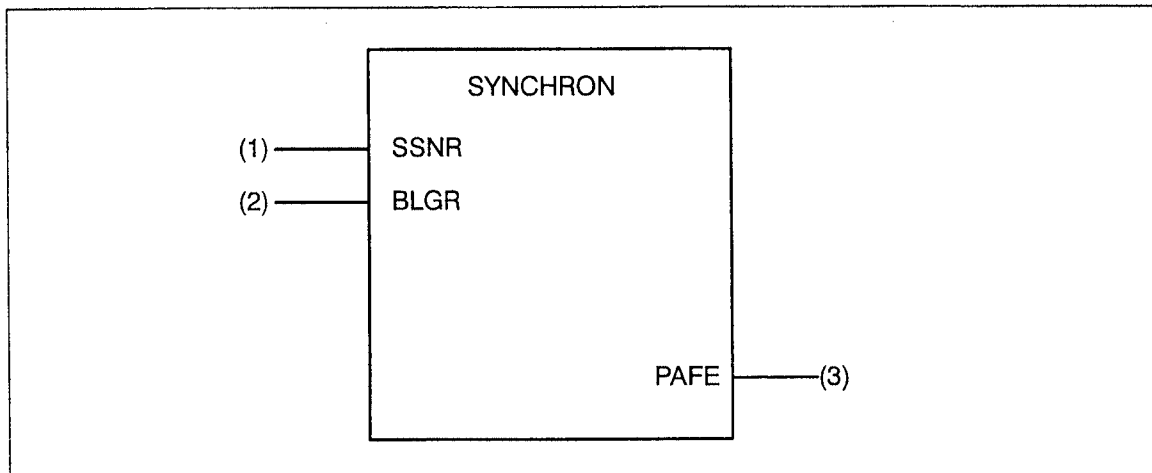 SYNCHRON
(1) SSNR
(2) BLGR
PAFE (3)